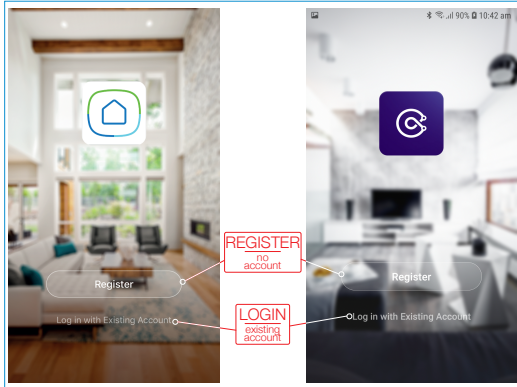 90% 10:42 am
REGISTER
no
account
Register
Register
LOGIN
existing
account
Log in with Existing Account
Log in with Existing Account